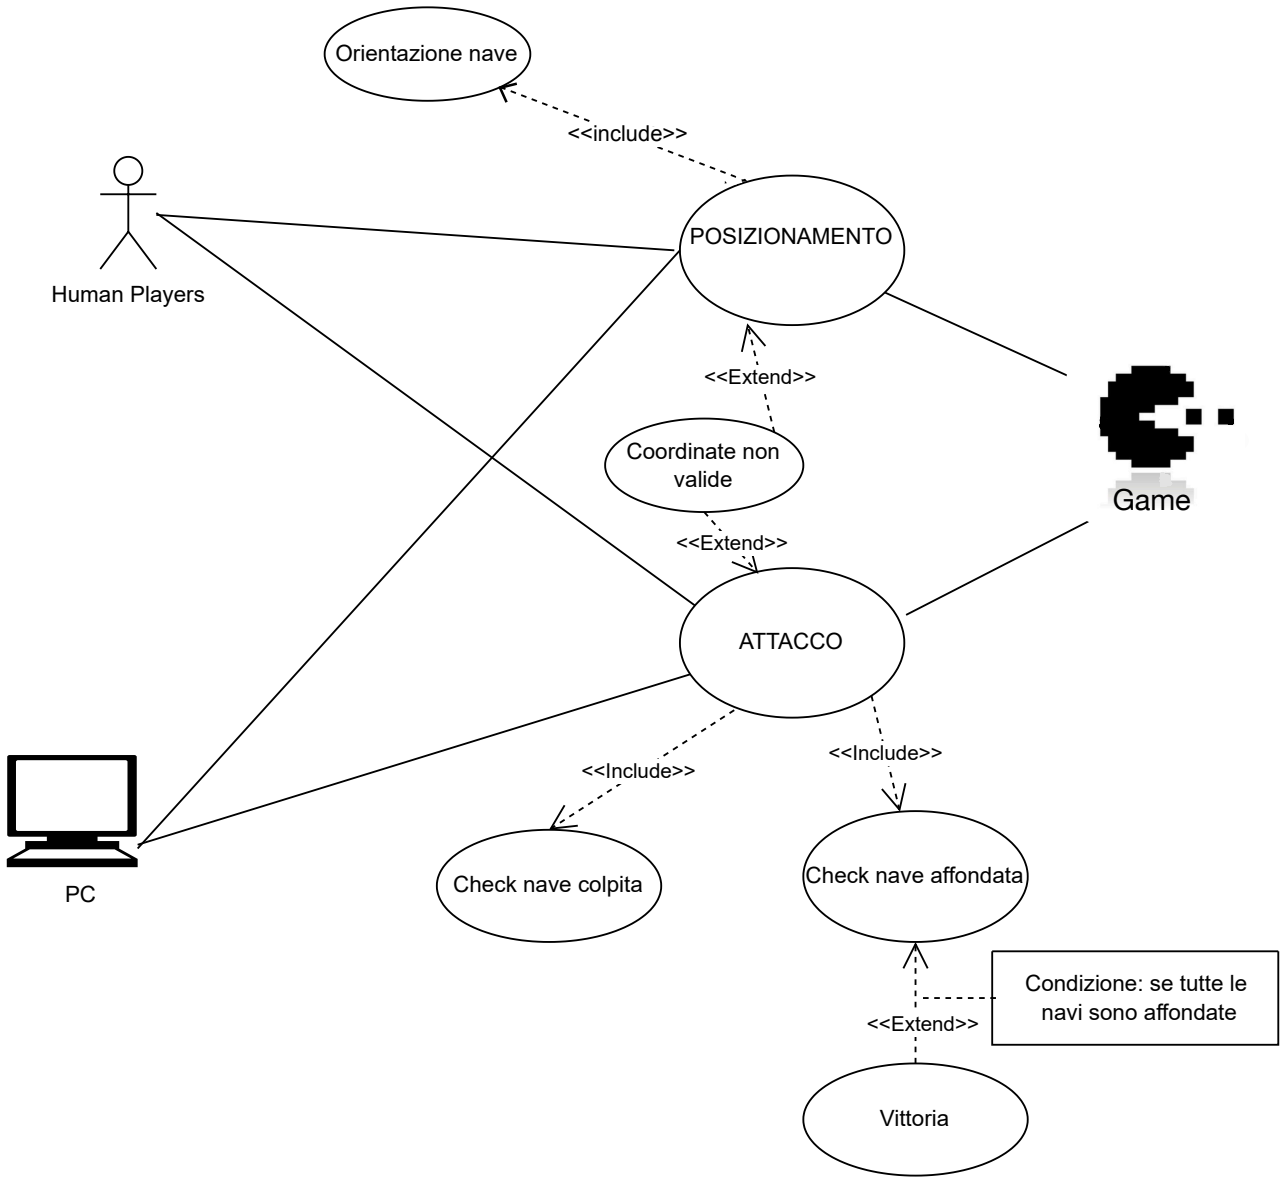 Orientazione nave
<<include>>
POSIZIONAMENTO
Human Players
<<Extend>>
Coordinate non
valide
Game
<<Extend>>
ATTACCO
<<Include>>
<<Include>>
PC
Check nave colpita
Check nave affondata
Condizione: se tutte le
navi sono affondate
<<Extend>>
Vittoria